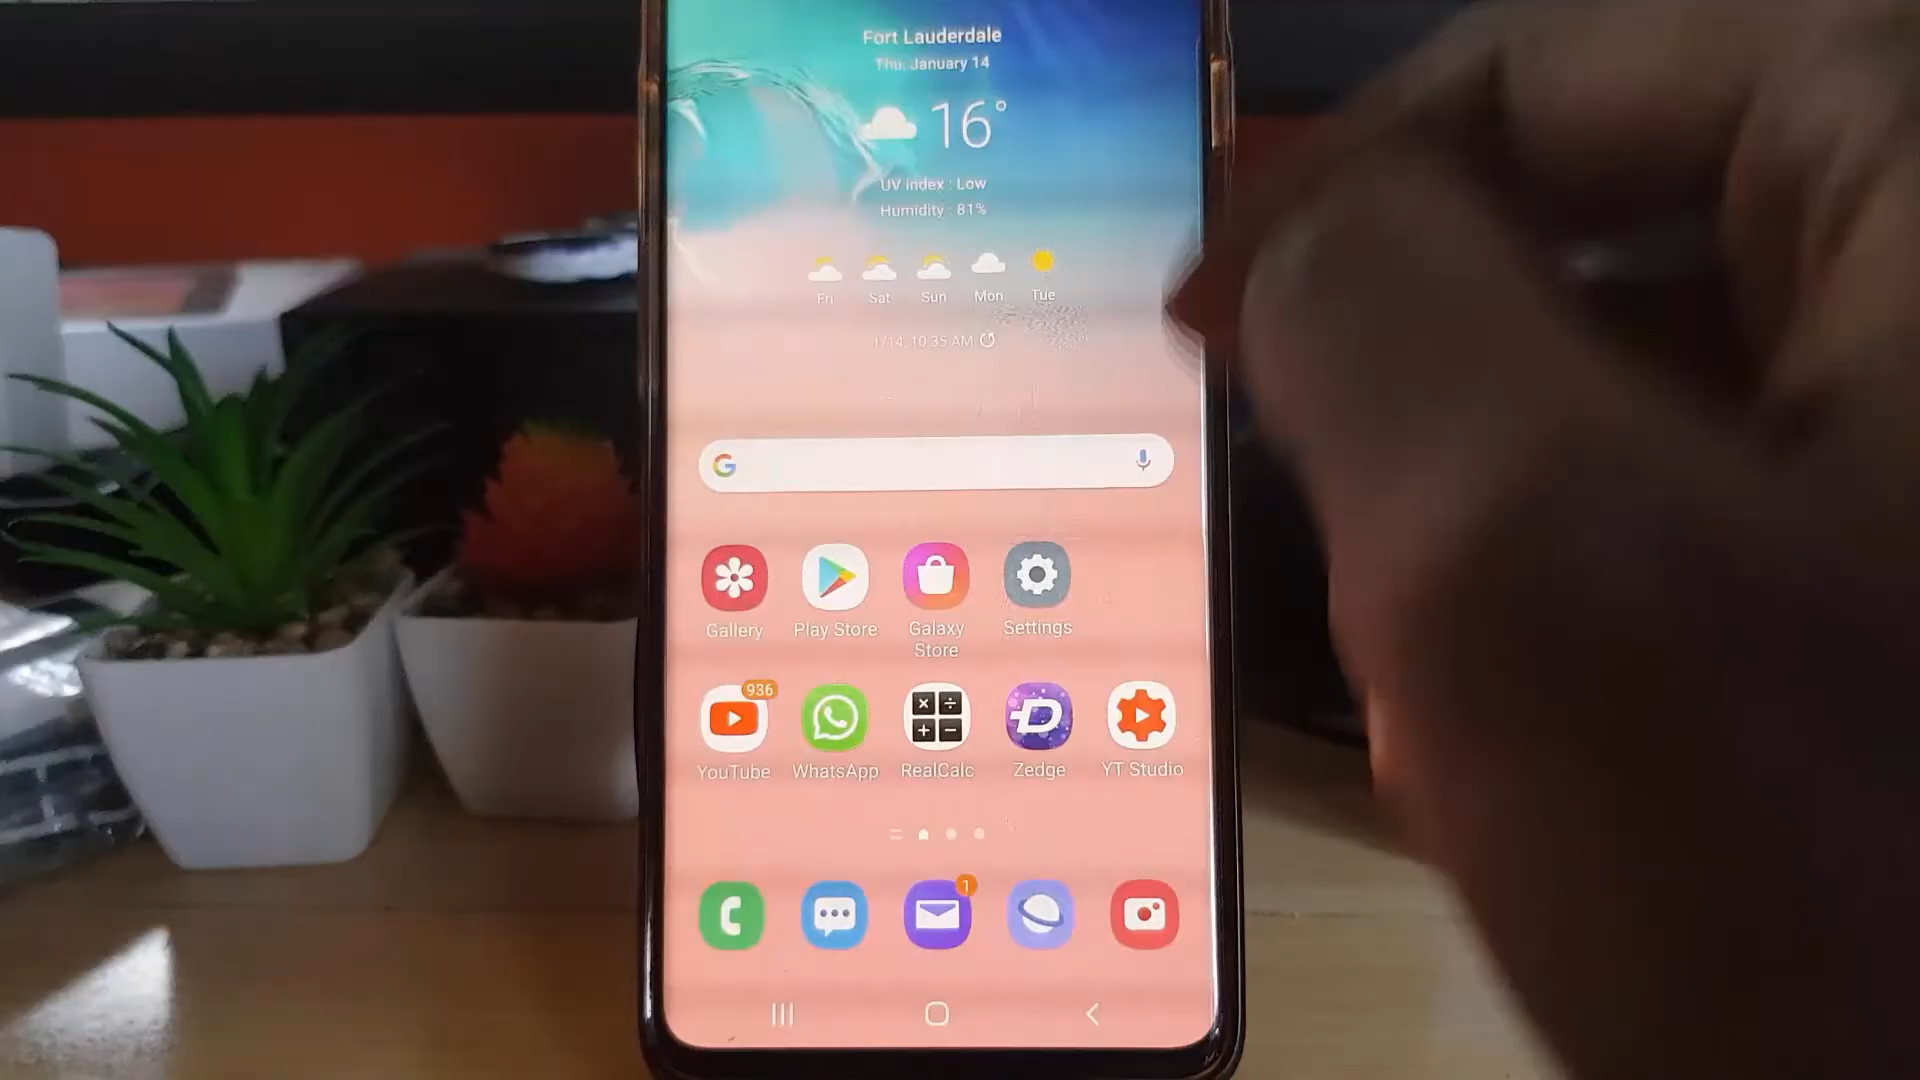 Fort Lauderdale
Thu, January 14
16°
UV index : Low
Humidity : 81%
Fri Sat Sun Mon Tue
1/14, 10:35 AM
G
Gallery Play Store Galaxy Store Settings
936
YouTube WhatsApp RealCalc Zedge YT Studio
1